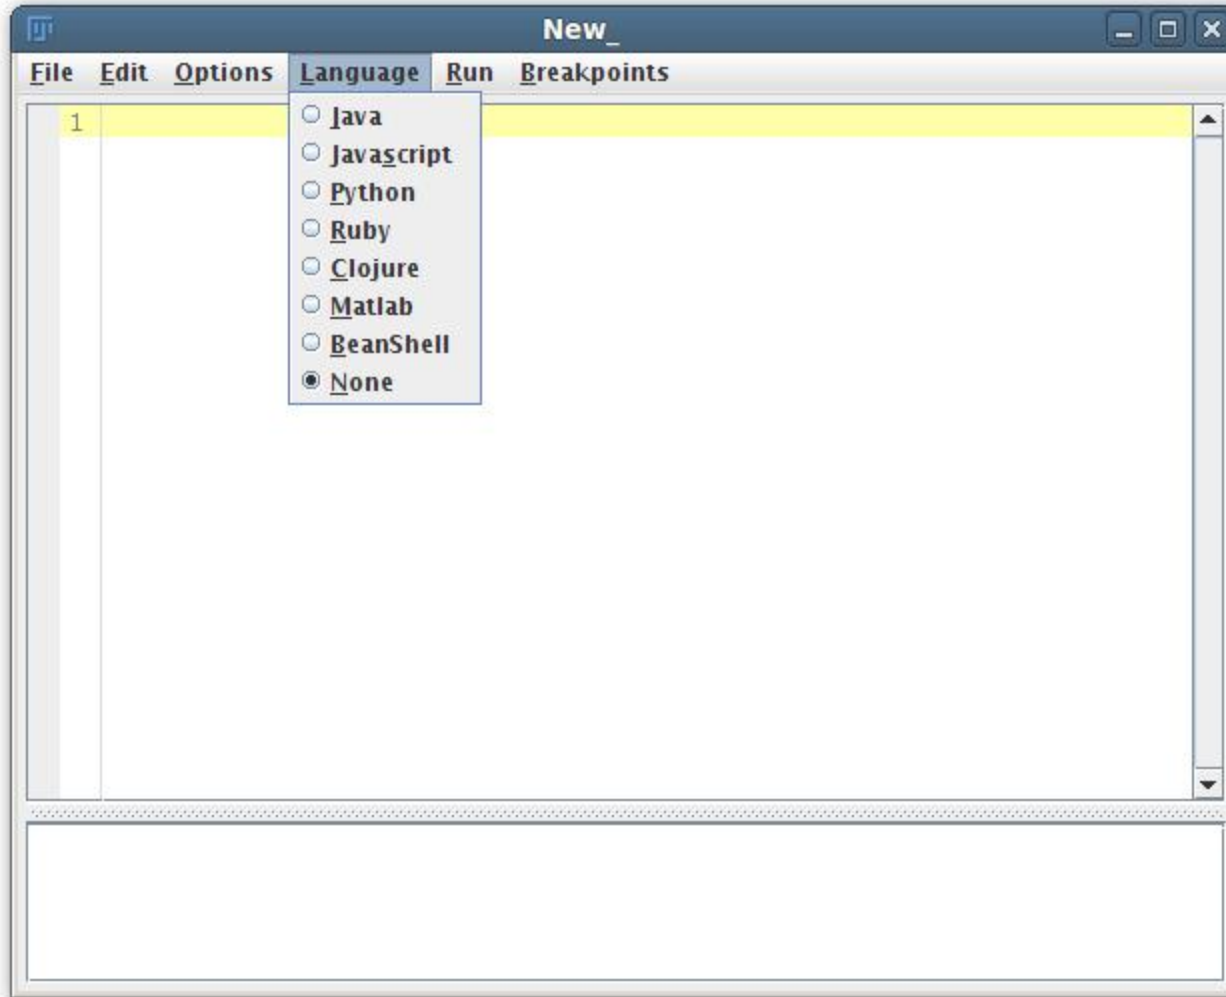 New_
File Edit Options Language Run Breakpoints
1
Java
Javascript
Python
Ruby
Clojure
Matlab
BeanShell
None